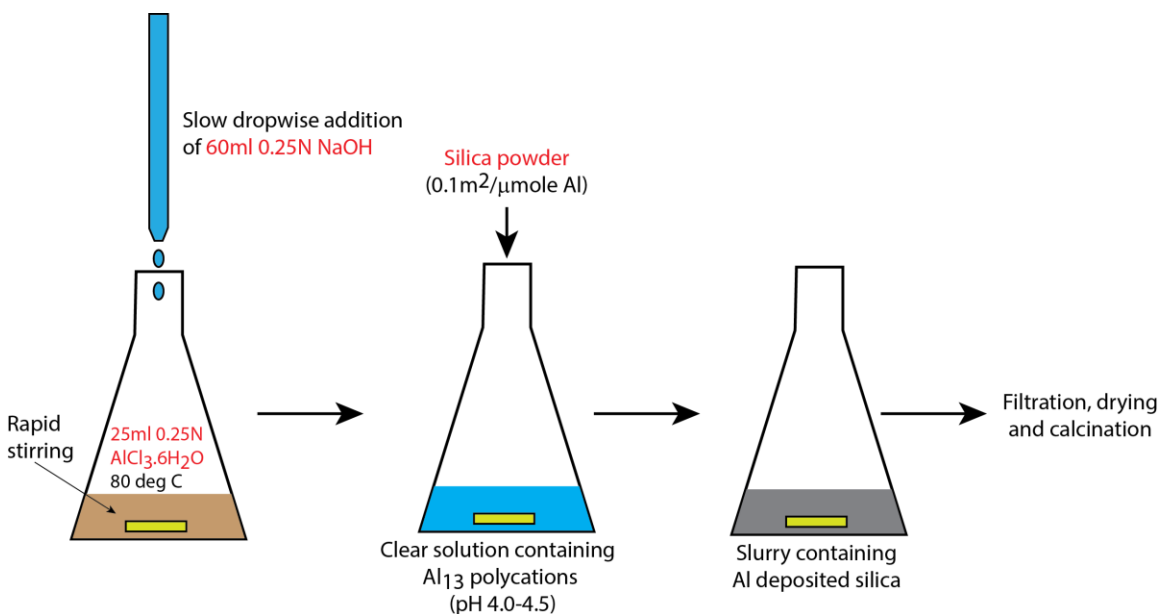 Slow dropwise addition
of 60ml 0.25N NaOH
Silica powder
(0.1m²/μmole Al)
Rapid
stirring
25ml 0.25N
AlCl₃.6H₂O
80 deg C
Clear solution containing
Al₁₃ polycations
(pH 4.0-4.5)
Slurry containing
Al deposited silica
Filtration, drying
and calcination